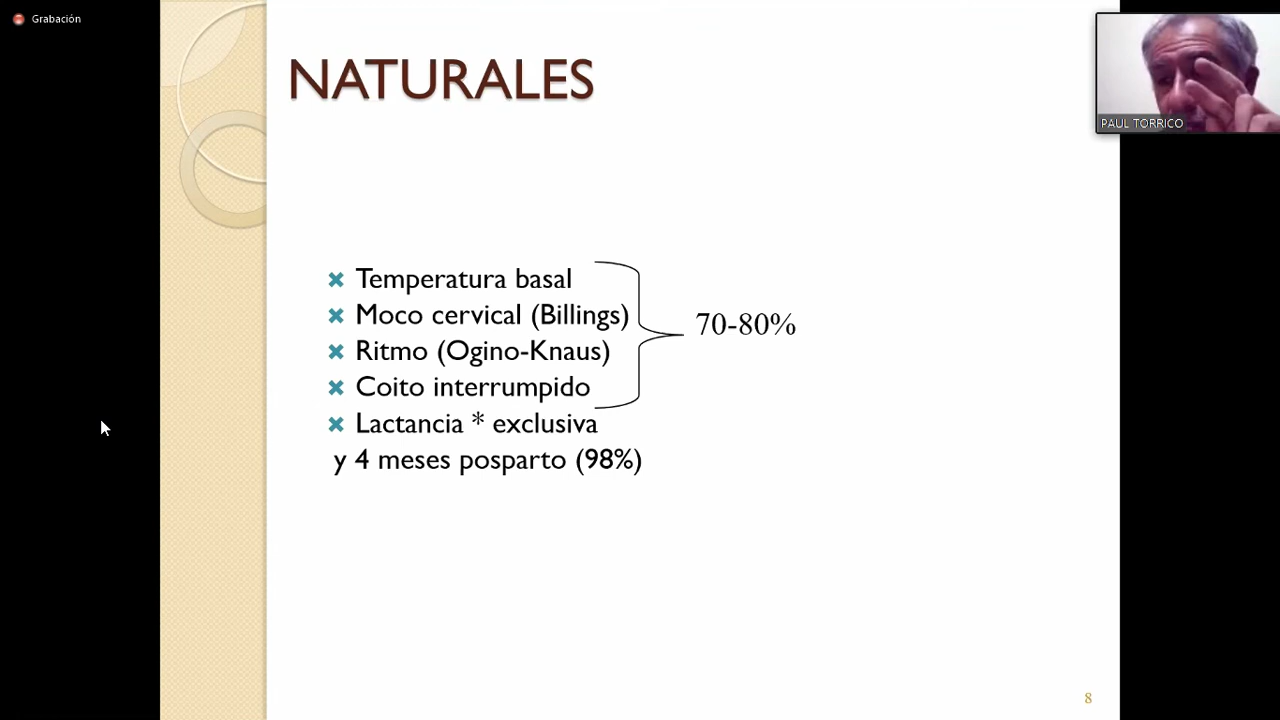 Grabación
NATURALES
PAUL TORRICO
Temperatura basal
Moco cervical (Billings)
Ritmo (Ogino-Knaus)
Coito interrumpido
70-80%
Lactancia * exclusiva
y 4 meses posparto (98%)
8